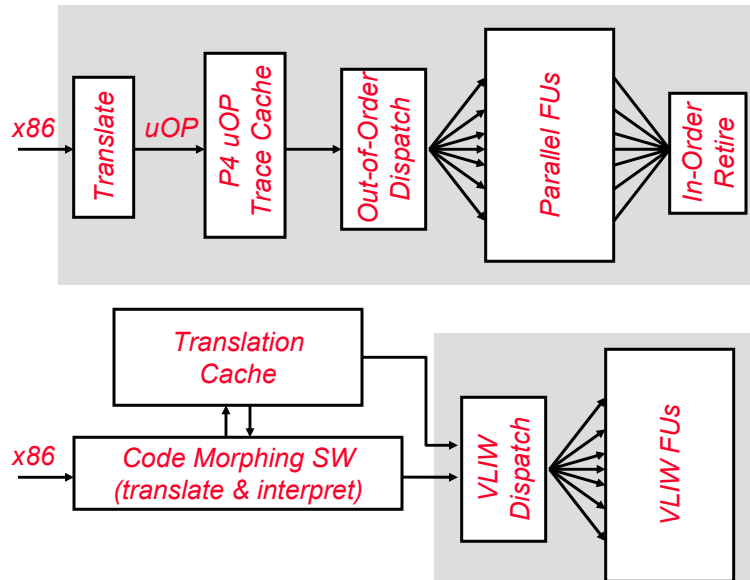 x86
Translate
uOP
P4 uOP
Trace Cache
Out-of-Order
Dispatch
Parallel FUs
In-Order
Retire
Translation
Cache
x86
Code Morphing SW
(translate & interpret)
VLIW
Dispatch
VLIW FUs